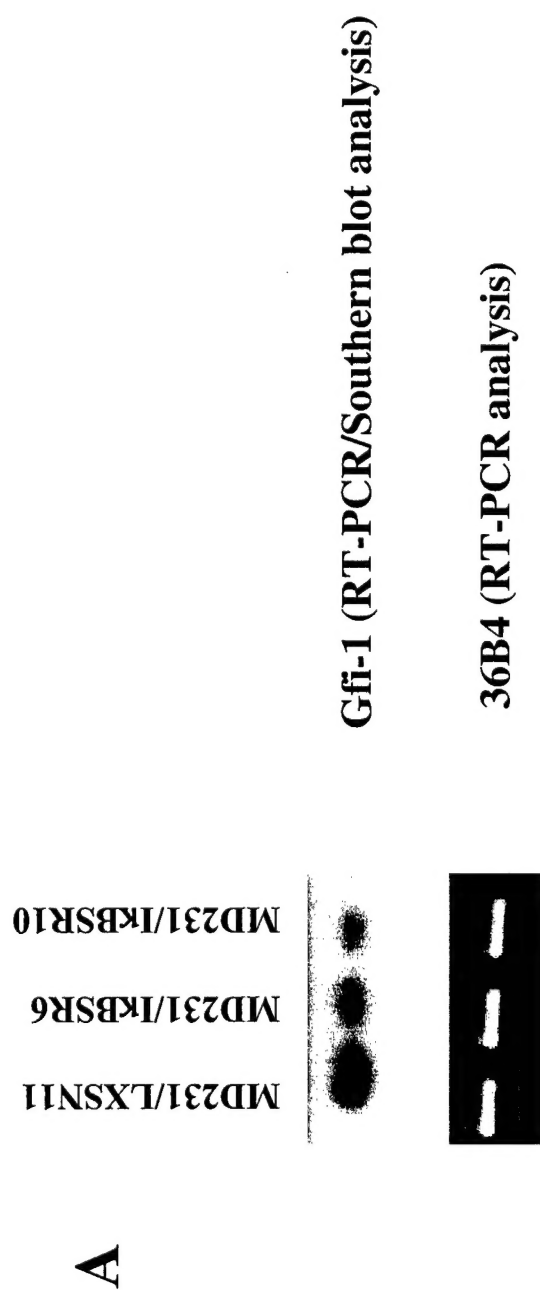 A
MD231/LXSN11
MD231/IκBSR6
MD231/IκBSR10
Gfi-1 (RT-PCR/Southern blot analysis)
36B4 (RT-PCR analysis)